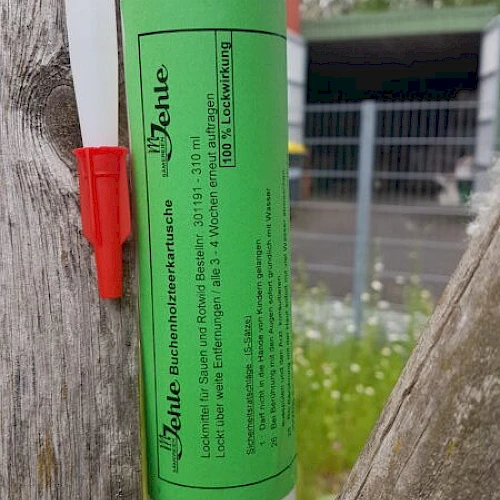 M Jehle
SAMEREIEN
100 % Lockwirkung
M Jehle Buchenholzteerkartusche
SAMEREIEN
Lockmittel für Sauen und Rotwild Bestellnr 301191 - 310 ml
Lockt über weite Entfernungen / alle 3 - 4 Wochen erneut auftragen
Sicherheitsratschläge : (S-Sätze)
1 : Darf nicht in die Hände von Kindern gelangen
26 : Bei Berührung mit den Augen sofort gründlich mit Wasser